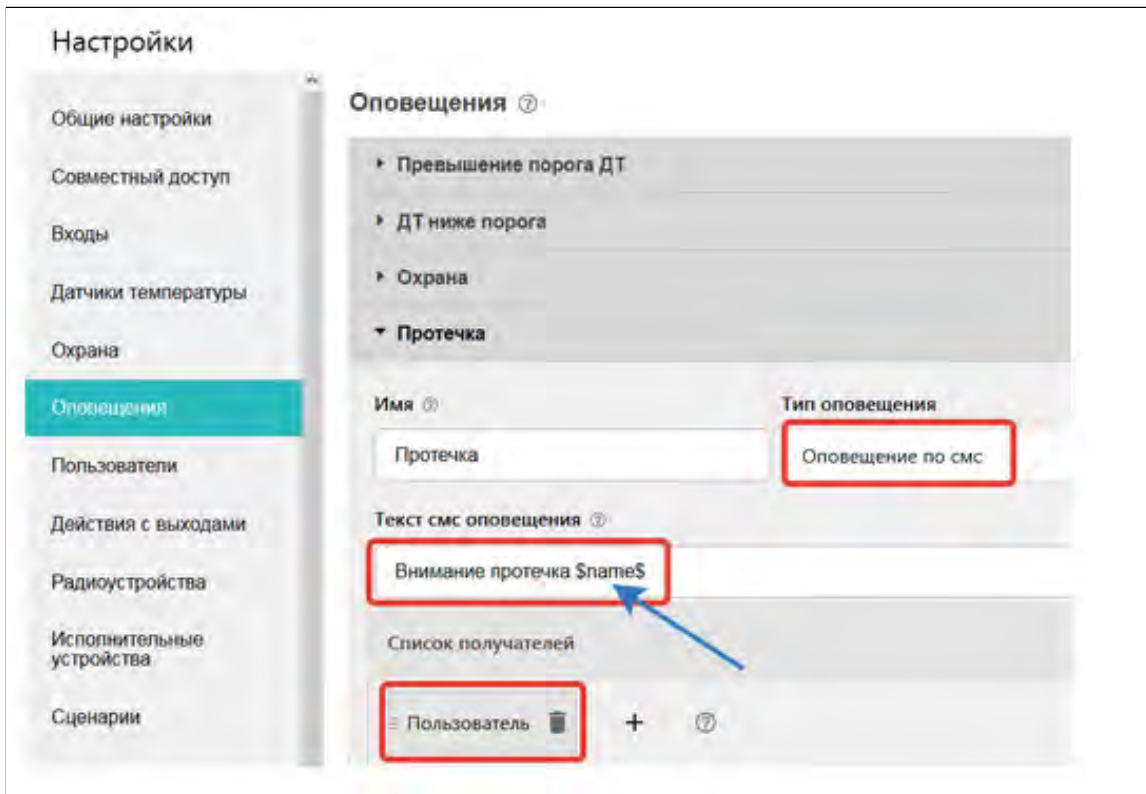 Настройки
Общие настройки
Совместный доступ
Входы
Датчики температуры
Охрана
Оповещения
Пользователи
Действия с выходами
Радиоустройства
Исполнительные
устройства
Сценарии
Оповещения
Превышение порога ДТ
ДТ ниже порога
Охрана
Протечка
Имя
Тип оповещения
Протечка
Оповещение по смс
Текст смс оповещения
Внимание протечка $name$
Список получателей
Пользователь